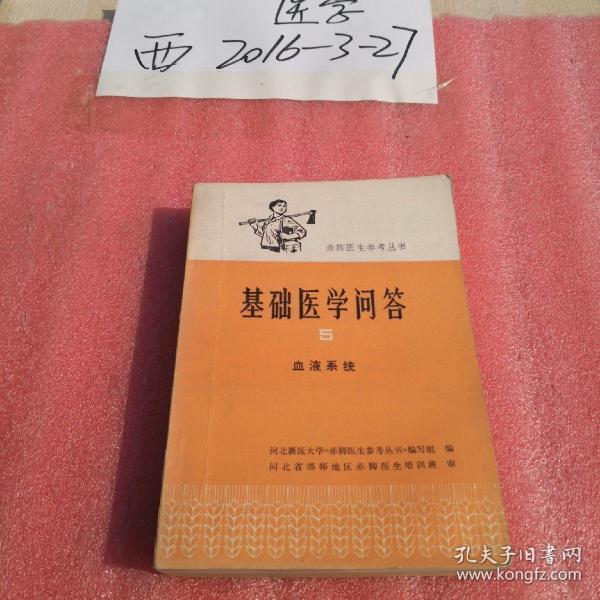 医学
西 2016-3-27
赤脚医生参考丛书
基础医学问答
5
血液系统
河北新医大学《赤脚医生参考丛书》编写组 编
河北省邯郸地区赤脚医生培训班 审
孔夫子旧书网
www.kongfz.com